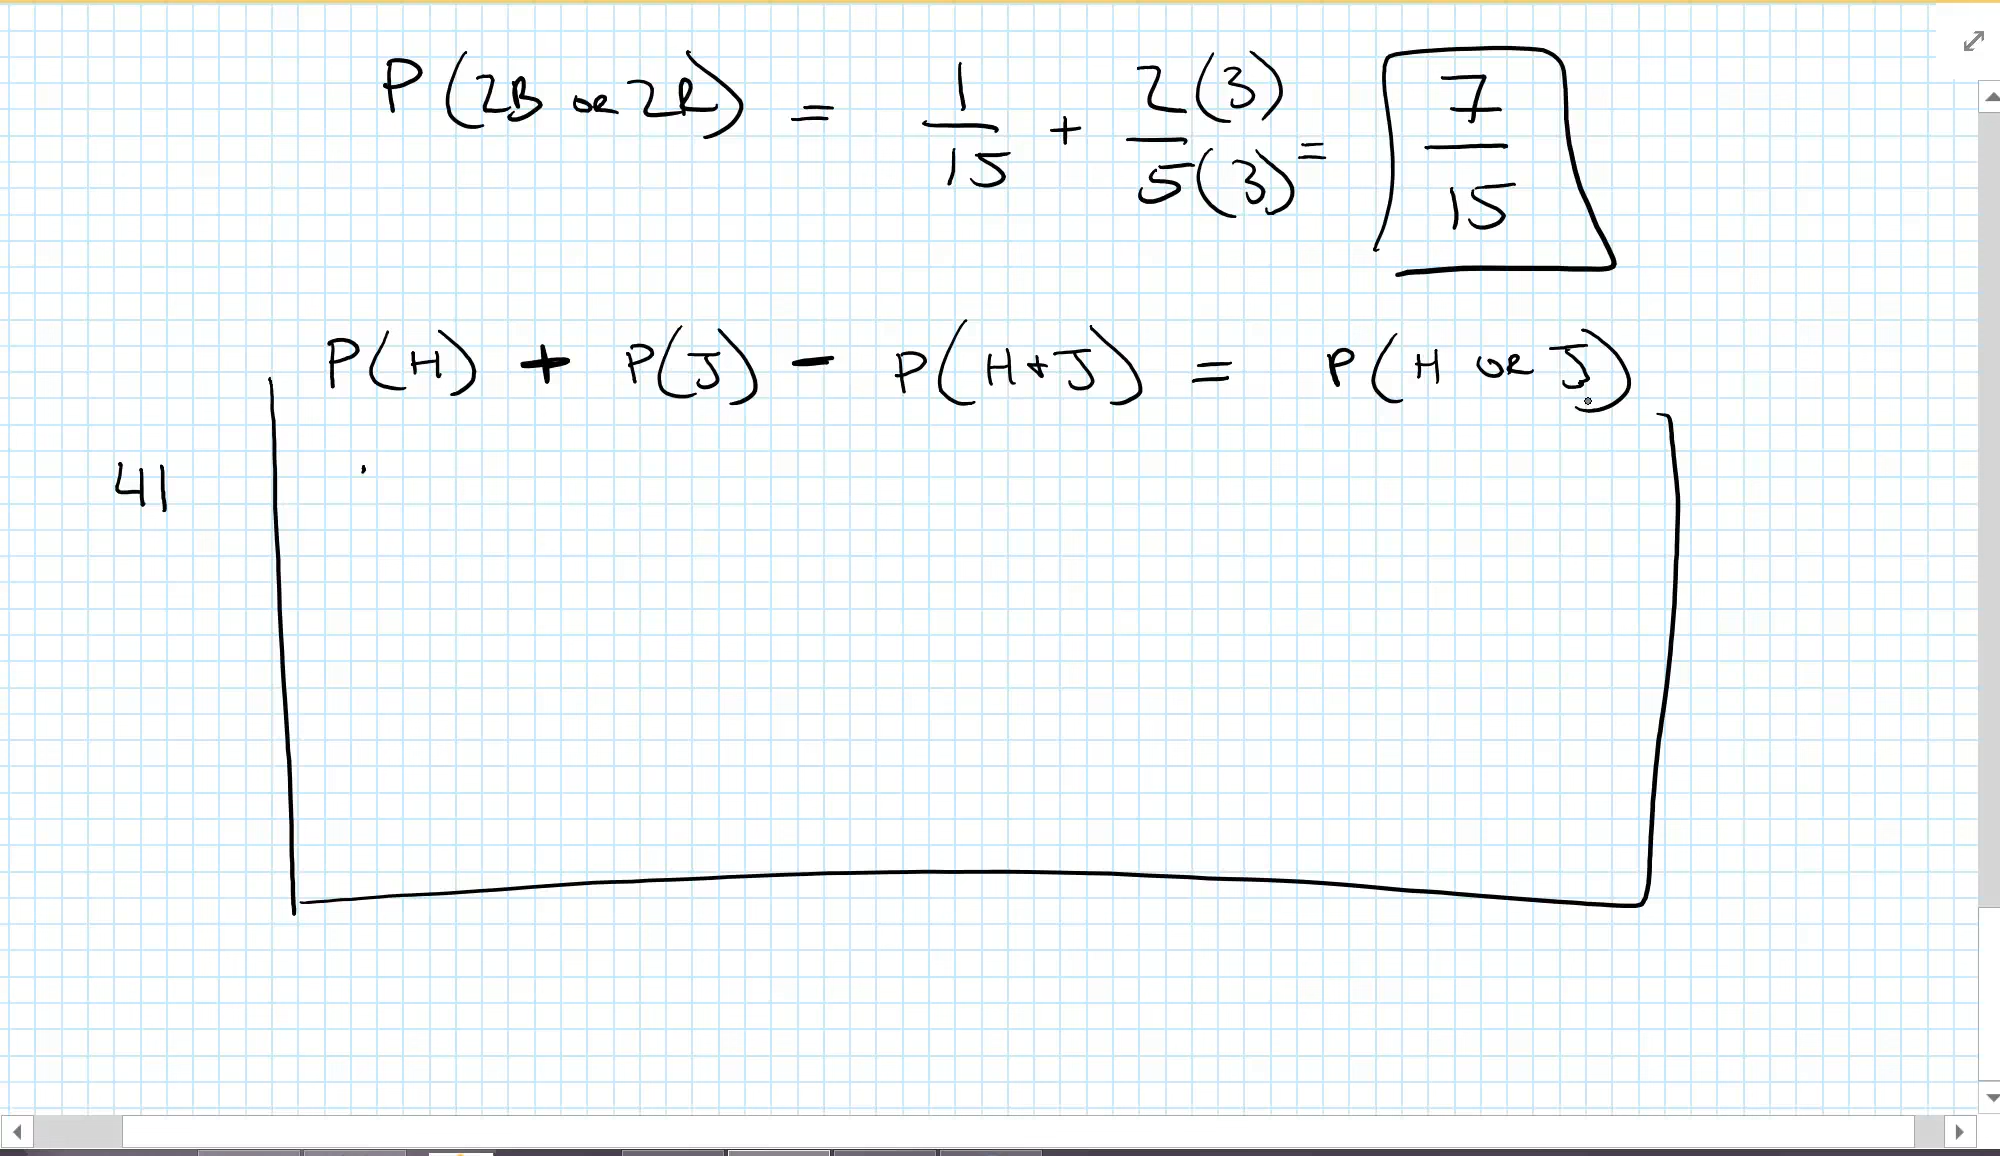 P(2B or 2R) = 1/15 + 2(3)/5(3) = 7/15
P(H) + P(J) - P(H+J) = P(H or J)
41